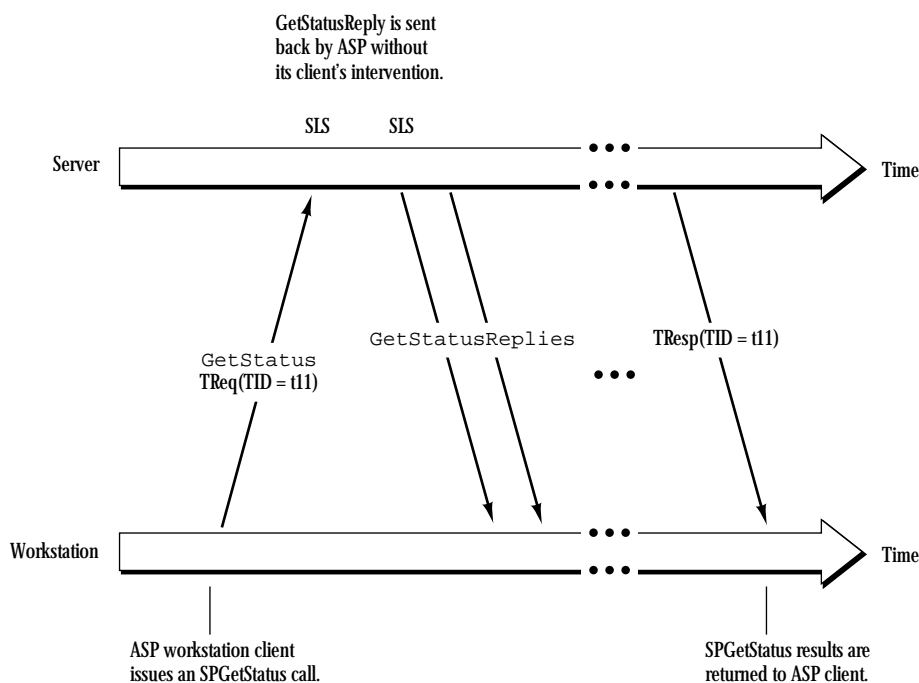 GetStatusReply is sent
back by ASP without
its client's intervention.
SLS SLS
Server
Time
GetStatus
TReq(TID = t11)
GetStatusReplies
TResp(TID = t11)
Workstation
Time
ASP workstation client
issues an SPGetStatus call.
SPGetStatus results are
returned to ASP client.